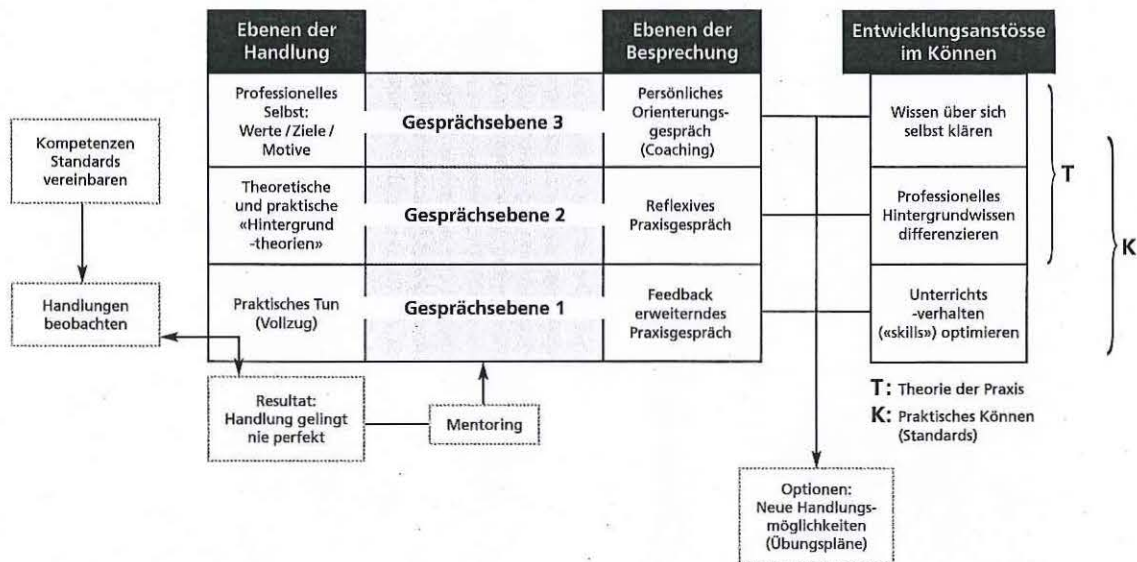 Ebenen der
Handlung
Ebenen der
Besprechung
Entwicklungsanstösse
im Können
Kompetenzen
Standards
vereinbaren
Handlungen
beobachten
Professionelles
Selbst:
Werte / Ziele /
Motive
Gesprächsebene 3
Persönliches
Orienterungs-
gespräch
(Coaching)
Wissen über sich
selbst klären
Theoretische
und praktische
«Hintergrund
-theorien»
Gesprächsebene 2
Reflexives
Praxisgespräch
Professionelles
Hintergrundwissen
differenzieren
Praktisches Tun
(Vollzug)
Gesprächsebene 1
Feedback
erweiterndes
Praxisgespräch
Unterrichts
-verhalten
(«skills») optimieren
T
K
Resultat:
Handlung gelingt
nie perfekt
Mentoring
T: Theorie der Praxis
K: Praktisches Können
(Standards)
Optionen:
Neue Handlungs-
möglichkeiten
(Übungspläne)